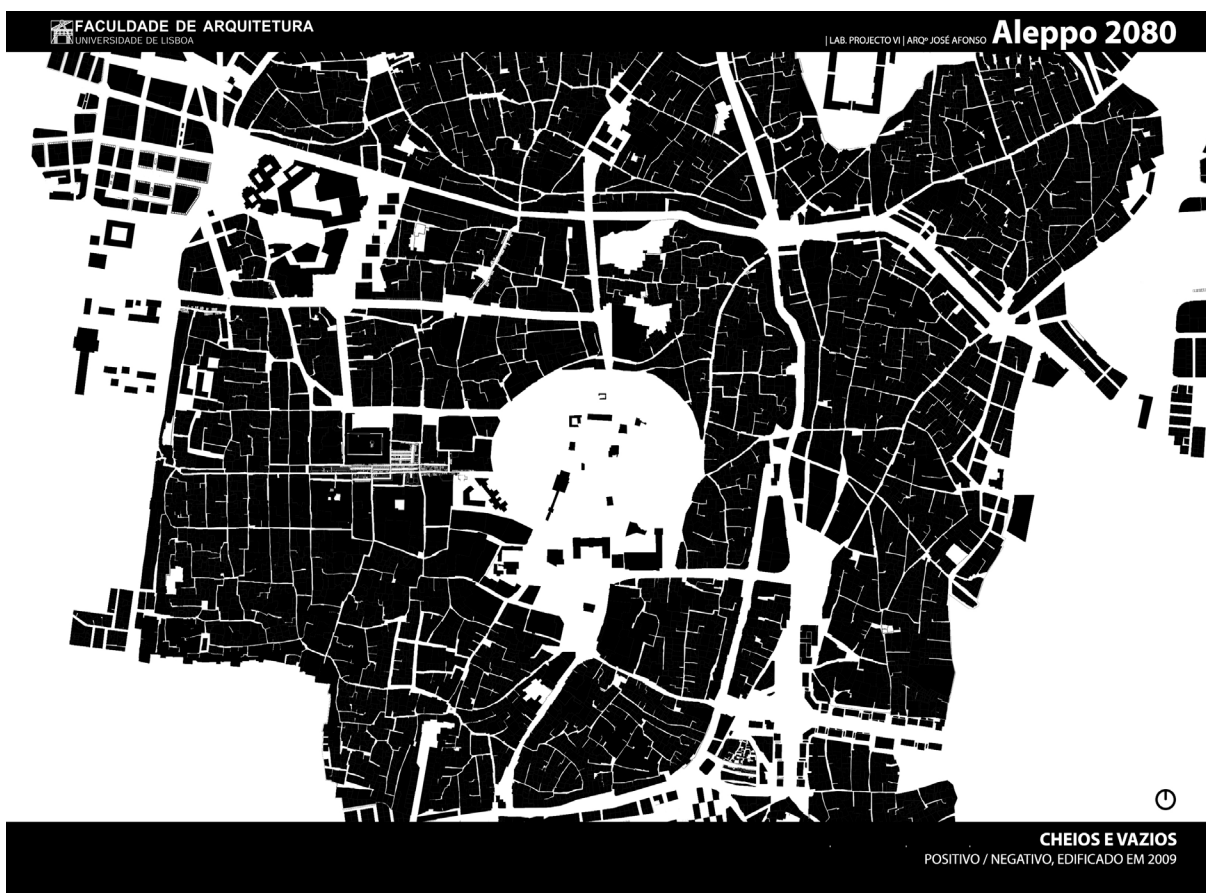 FACULDADE DE ARQUITETURA
UNIVERSIDADE DE LISBOA
| LAB. PROJECTO VI | ARQº JOSÉ AFONSO Aleppo 2080
CHEIOS E VAZIOS
POSITIVO / NEGATIVO, EDIFICADO EM 2009